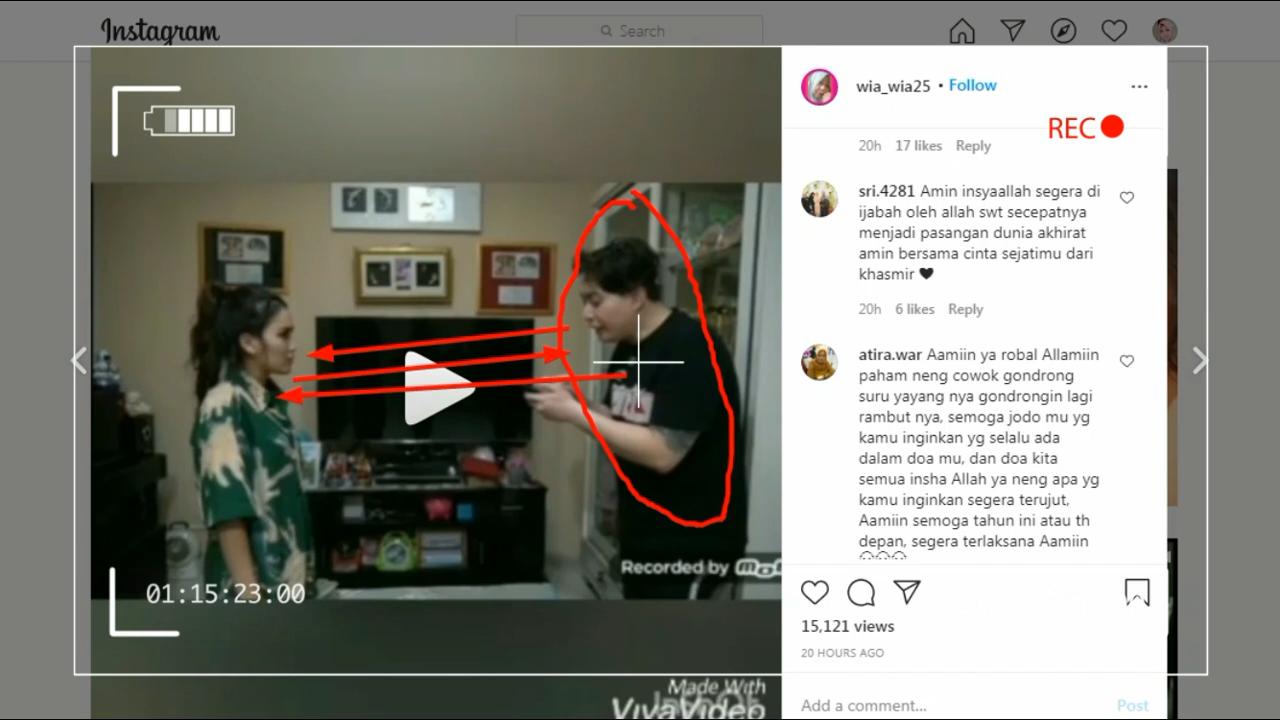 Instagram
Search
wia_wia25 • Follow
REC
20h 17 likes Reply
sri.4281 Amin insyaallah segera di
ijabah oleh allah swt secepatnya
menjadi pasangan dunia akhirat
amin bersama cinta sejatimu dari
khasmir 🖤
20h 6 likes Reply
atira.war Aamiin ya robal Allamiin
paham neng cowok gondrong
suru yayang nya gondrongin lagi
rambut nya, semoga jodo mu yg
kamu inginkan yg selalu ada
dalam doa mu, dan doa kita
semua insha Allah ya neng apa yg
kamu inginkan segera terujut,
Aamiin semoga tahun ini atau th
depan, segera terlaksana Aamiin
Recorded by
01:15:23:00
15,121 views
20 HOURS AGO
Made With
VivaVideo
Add a comment... Post